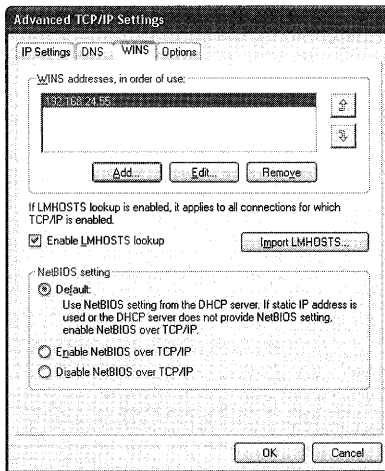 Advanced TCP/IP Settings
IP Settings DNS WINS Options
WINS addresses, in order of use:
192.168.24.55
Add... Edit... Remove
If LMHOSTS lookup is enabled, it applies to all connections for which
TCP/IP is enabled.
Enable LMHOSTS lookup Import LMHOSTS...
NetBIOS setting
Default:
Use NetBIOS setting from the DHCP server. If static IP address is
used or the DHCP server does not provide NetBIOS setting,
enable NetBIOS over TCP/IP.
Enable NetBIOS over TCP/IP
Disable NetBIOS over TCP/IP
OK Cancel